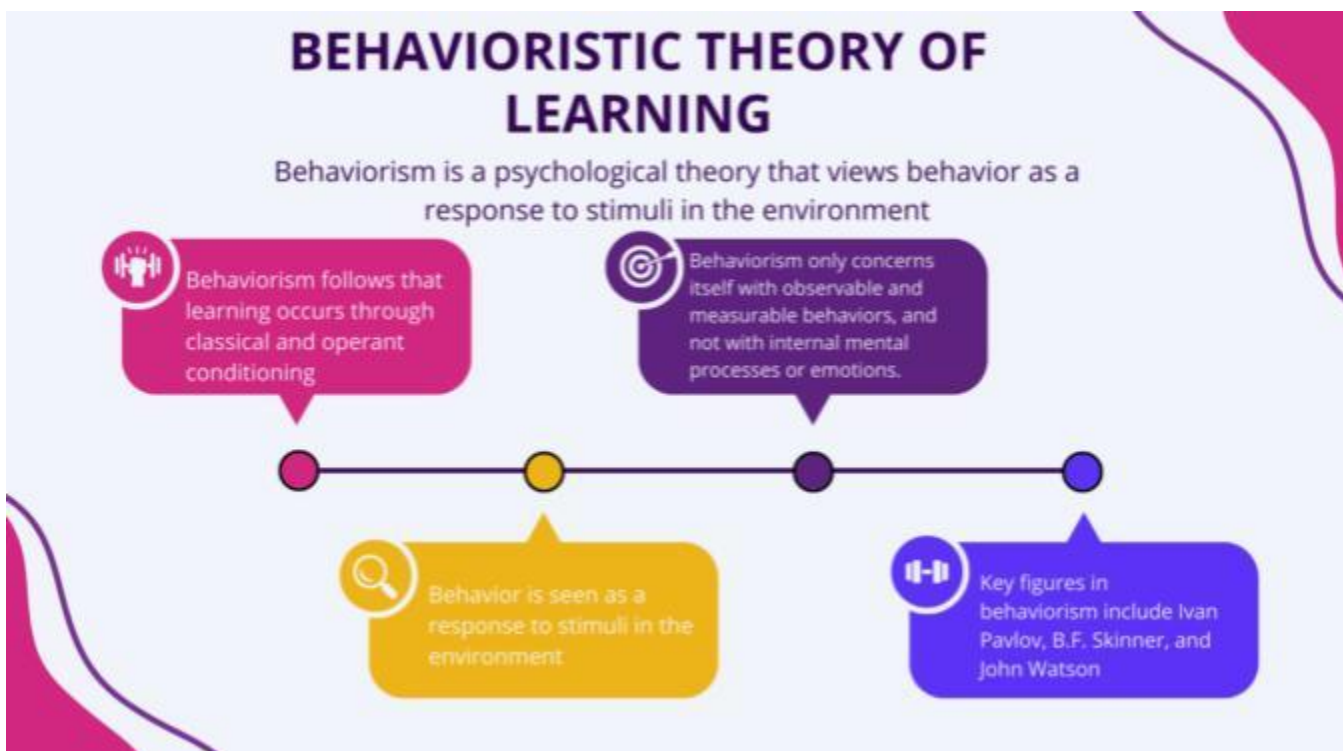 BEHAVIORISTIC THEORY OF
LEARNING
Behaviorism is a psychological theory that views behavior as a
response to stimuli in the environment
Behaviorism follows that
learning occurs through
classical and operant
conditioning
Behaviorism only concerns
itself with observable and
measurable behaviors, and
not with internal mental
processes or emotions.
Behavior is seen as a
response to stimuli in the
environment
Key figures in
behaviorism include Ivan
Pavlov, B.F. Skinner, and
John Watson